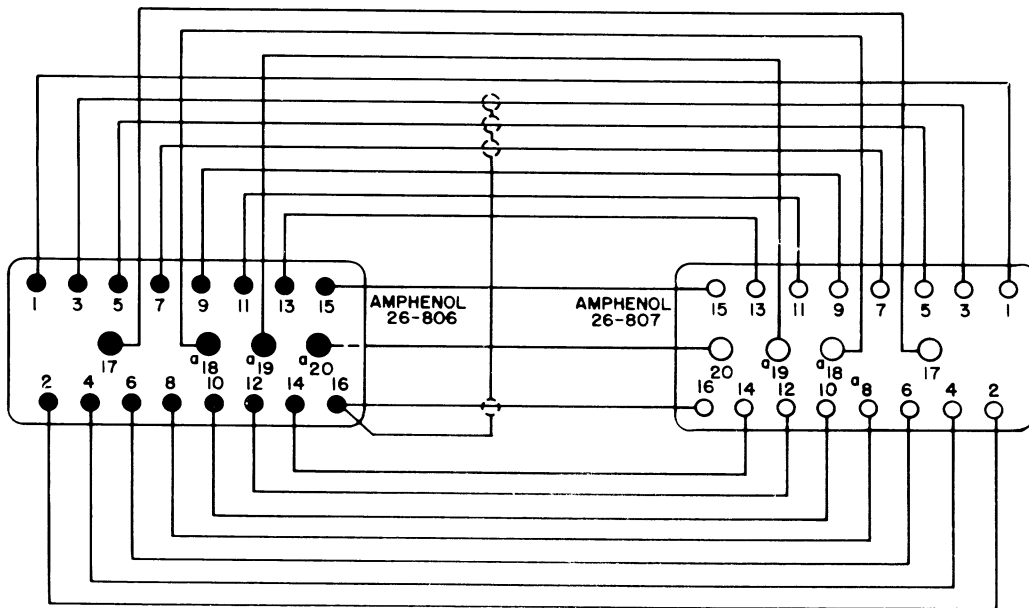 1 3 5 7 9 11 13 15
AMPHENOL
26-806
17 a18 a19 a20
2 4 6 8 10 12 14 16
AMPHENOL
26-807
15 13 11 9 7 5 3 1
20 a19 a18 17
16 14 12 10 a8 6 4 2